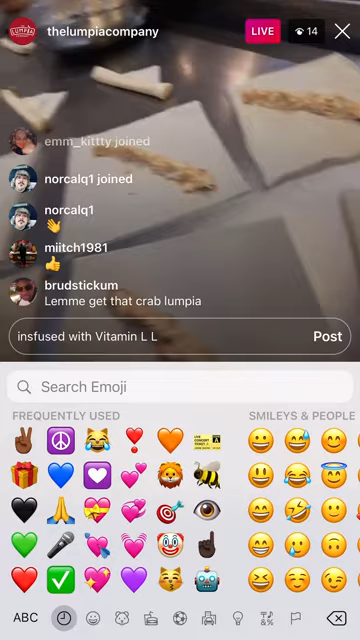 LUMPIA
thelumpiacompany
LIVE
14
emm_kittty joined
norcalq1 joined
norcalq1
miitch1981
brudstickum
Lemme get that crab lumpia
insfused with Vitamin L L
Post
Search Emoji
FREQUENTLY USED
SMILEYS & PEOPLE
ABC